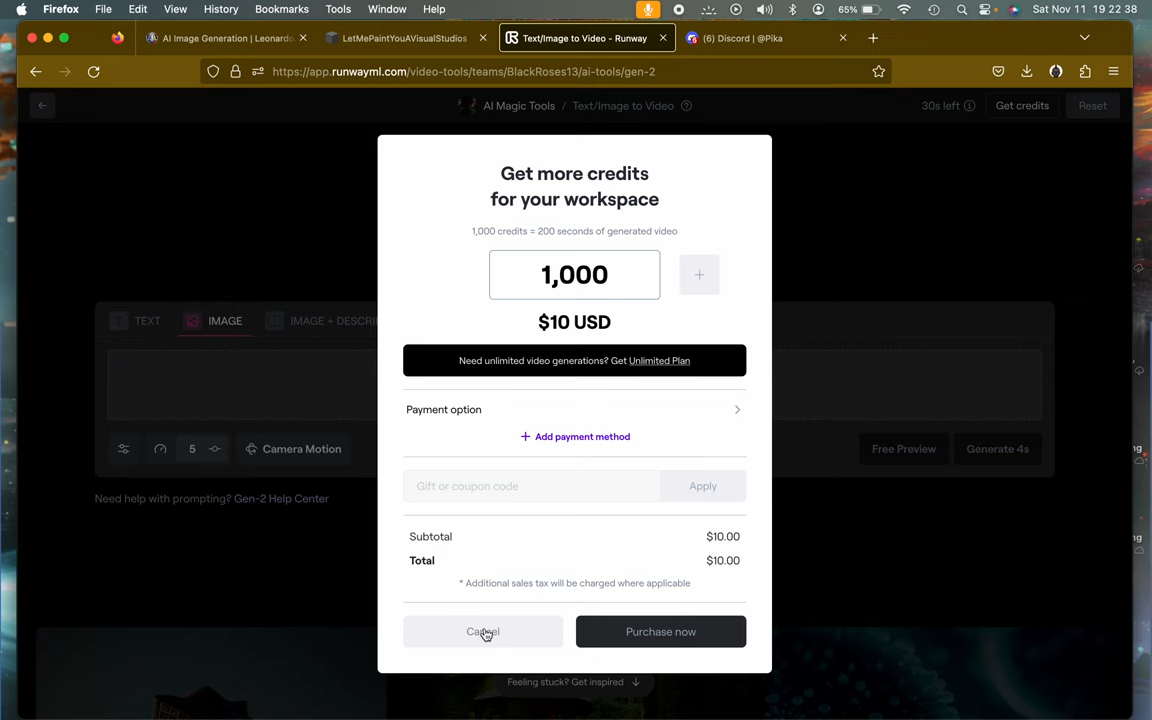 Firefox File Edit View History Bookmarks Tools Window Help 65% Sat Nov 11 19 22 38
AI Image Generation | Leonardo LetMePaintYouAVisualStudios Text/Image to Video - Runway (6) Discord | @Pika
https://app.runwayml.com/video-tools/teams/BlackRoses13/ai-tools/gen-2
AI Magic Tools / Text/Image to Video 30s left Get credits Reset
Get more credits
for your workspace
1,000 credits = 200 seconds of generated video
1,000
$10 USD
TEXT IMAGE IMAGE + DESCRI
Need unlimited video generations? Get Unlimited Plan
Payment option
+ Add payment method
5 Camera Motion Free Preview Generate 4s
Gift or coupon code Apply
Need help with prompting? Gen-2 Help Center
Subtotal $10.00
Total $10.00
* Additional sales tax will be charged where applicable
Cancel Purchase now
Feeling stuck? Get inspired